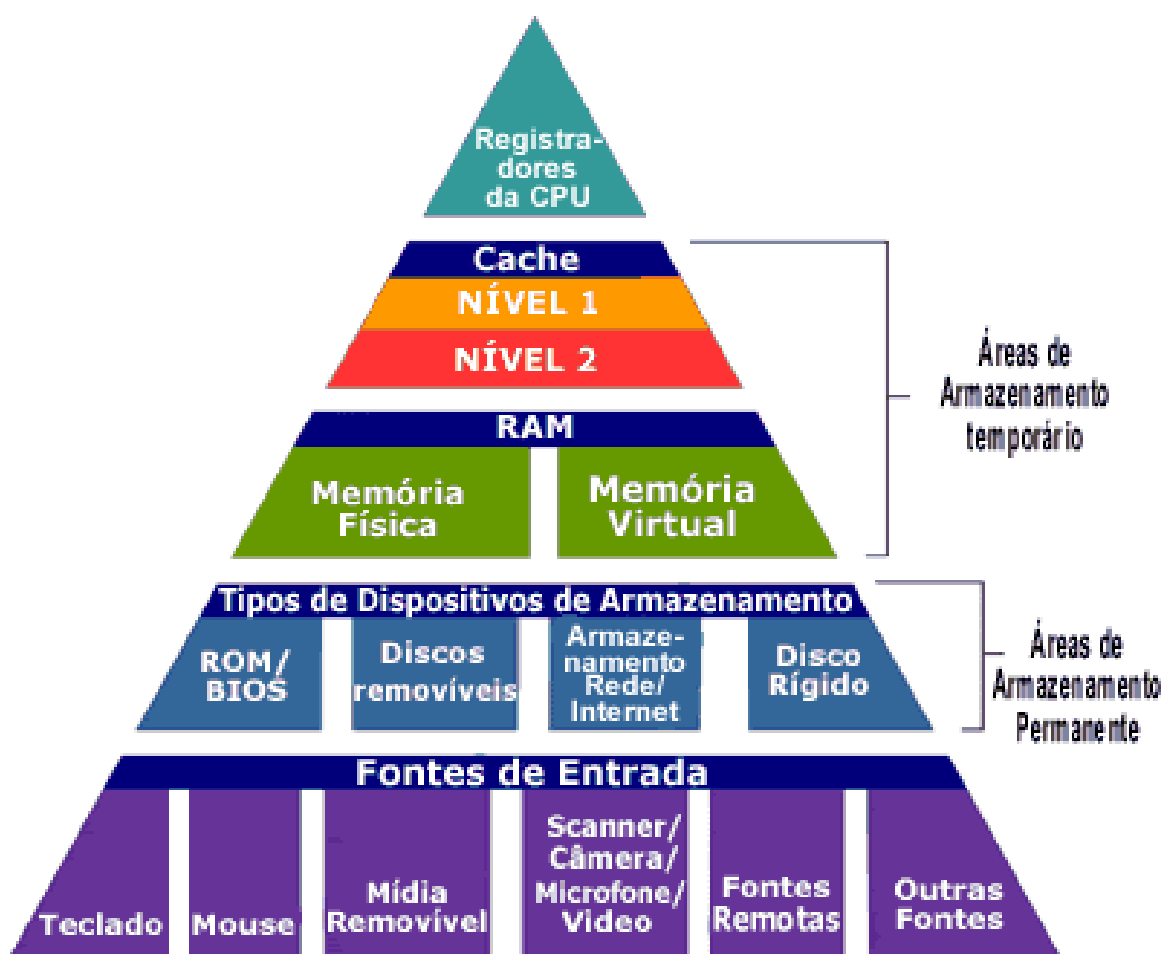 Registra-
dores
da CPU
Cache
NÍVEL 1
NÍVEL 2
RAM
Memória
Física
Memória
Virtual
Áreas de
Armazenamento
temporário
Tipos de Dispositivos de Armazenamento
ROM/
BIOS
Discos
removíveis
Armaze-
namento
Rede/
Internet
Disco
Rígido
Áreas de
Armazenamento
Permanente
Fontes de Entrada
Teclado
Mouse
Mídia
Removível
Scanner/
Câmera/
Microfone/
Video
Fontes
Remotas
Outras
Fontes